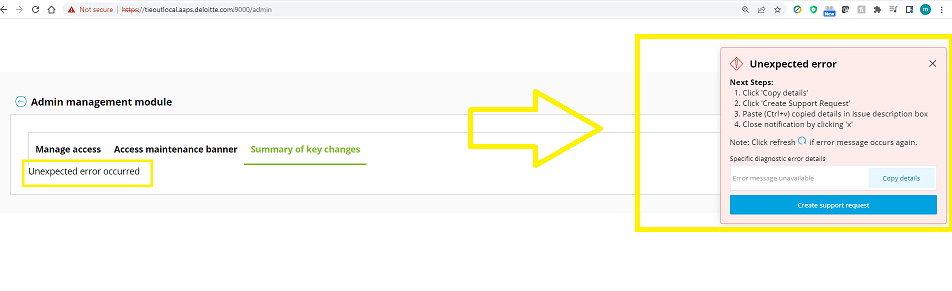 Not secure https://tieoutlocal.aaps.deloitte.com:9000/admin
New
m
Unexpected error
Next Steps:
1. Click 'Copy details'
2. Click 'Create Support Request'
3. Paste (Ctrl+v) copied details in issue description box
4. Close notification by clicking 'x'
Note: Click refresh if error message occurs again.
Specific diagnostic error details
Error message unavailable Copy details
Create support request
Admin management module
Manage access Access maintenance banner Summary of key changes
Unexpected error occurred